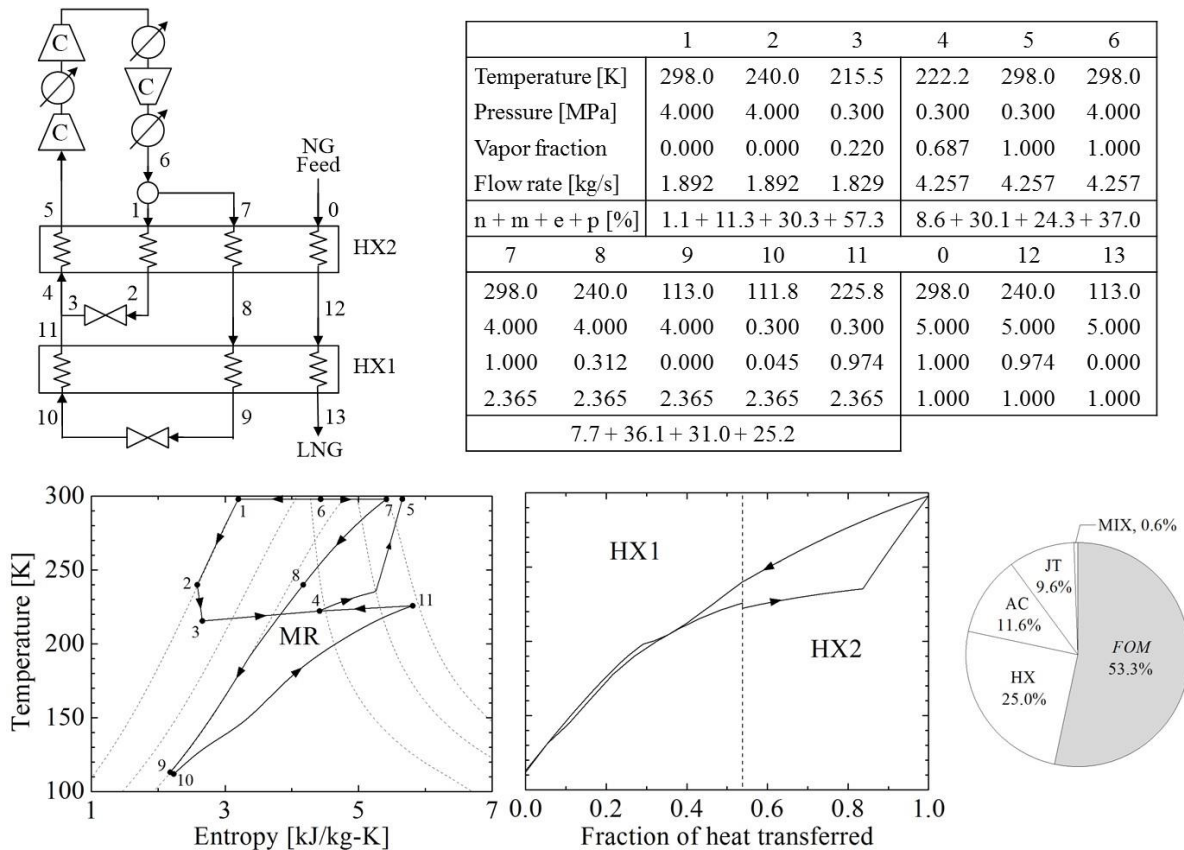 C
C
C
6
NG
Feed
5
1
7
0
HX2
4
3
2
8
12
11
HX1
10
9
13
LNG
1 2 3 4 5 6
Temperature [K] 298.0 240.0 215.5 222.2 298.0 298.0
Pressure [MPa] 4.000 4.000 0.300 0.300 0.300 4.000
Vapor fraction 0.000 0.000 0.220 0.687 1.000 1.000
Flow rate [kg/s] 1.892 1.892 1.829 4.257 4.257 4.257
n + m + e + p [%] 1.1 + 11.3 + 30.3 + 57.3 8.6 + 30.1 + 24.3 + 37.0
7 8 9 10 11 0 12 13
298.0 240.0 113.0 111.8 225.8 298.0 240.0 113.0
4.000 4.000 4.000 0.300 0.300 5.000 5.000 5.000
1.000 0.312 0.000 0.045 0.974 1.000 0.974 0.000
2.365 2.365 2.365 2.365 2.365 1.000 1.000 1.000
7.7 + 36.1 + 31.0 + 25.2
Temperature [K]
300
250
200
150
100
1 3 5 7
Entropy [kJ/kg-K]
1
6
7
5
2
8
3
4
11
MR
9
10
HX1
HX2
0.0 0.2 0.4 0.6 0.8 1.0
Fraction of heat transferred
MIX, 0.6%
JT
9.6%
AC
11.6%
HX
25.0%
FOM
53.3%